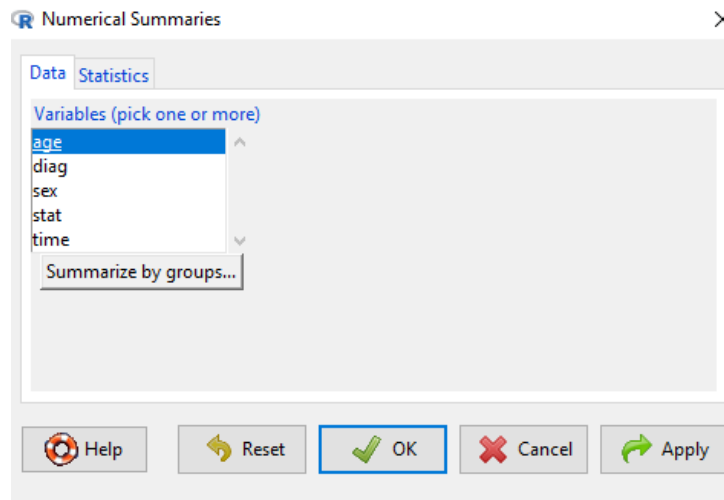 Numerical Summaries
Data Statistics
Variables (pick one or more)
age
diag
sex
stat
time
Summarize by groups...
Help Reset OK Cancel Apply